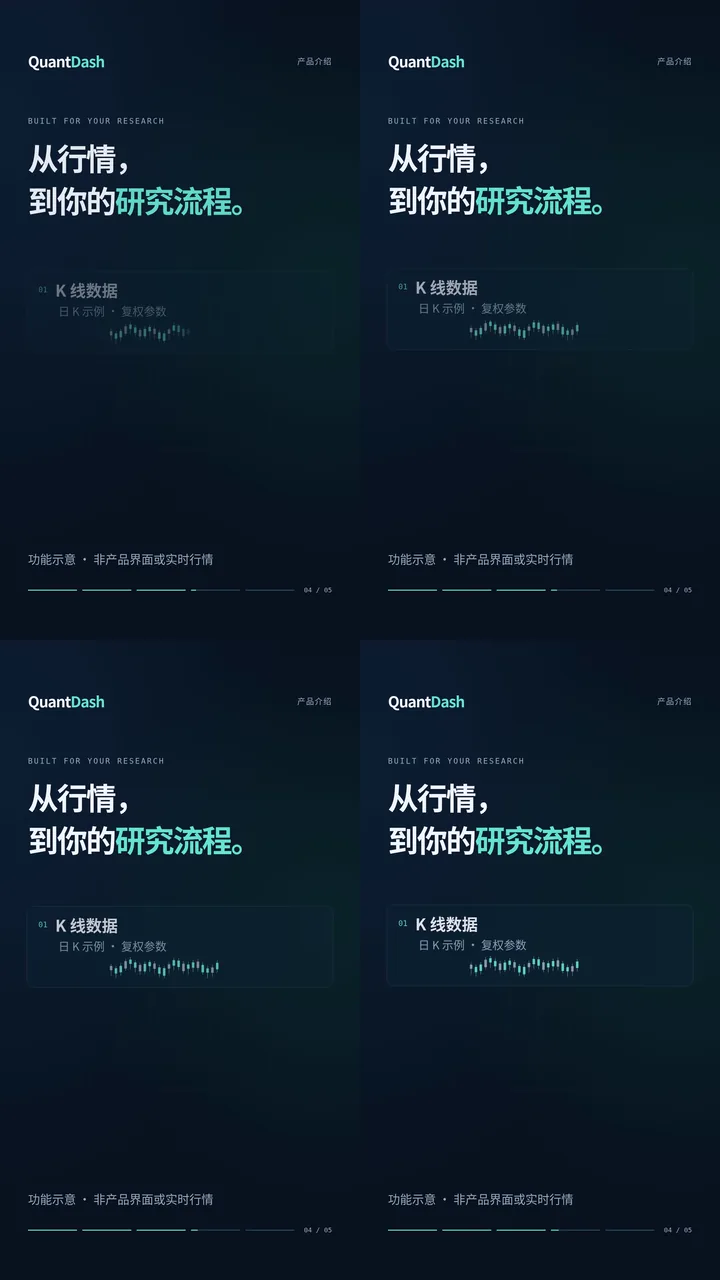 QuantDash
产品介绍
BUILT FOR YOUR RESEARCH
从行情，
到你的研究流程。
01 K 线数据
日 K 示例 · 复权参数
功能示意 · 非产品界面或实时行情
04 / 05
QuantDash
产品介绍
BUILT FOR YOUR RESEARCH
从行情，
到你的研究流程。
01 K 线数据
日 K 示例 · 复权参数
功能示意 · 非产品界面或实时行情
04 / 05
QuantDash
产品介绍
BUILT FOR YOUR RESEARCH
从行情，
到你的研究流程。
01 K 线数据
日 K 示例 · 复权参数
功能示意 · 非产品界面或实时行情
04 / 05
QuantDash
产品介绍
BUILT FOR YOUR RESEARCH
从行情，
到你的研究流程。
01 K 线数据
日 K 示例 · 复权参数
功能示意 · 非产品界面或实时行情
04 / 05